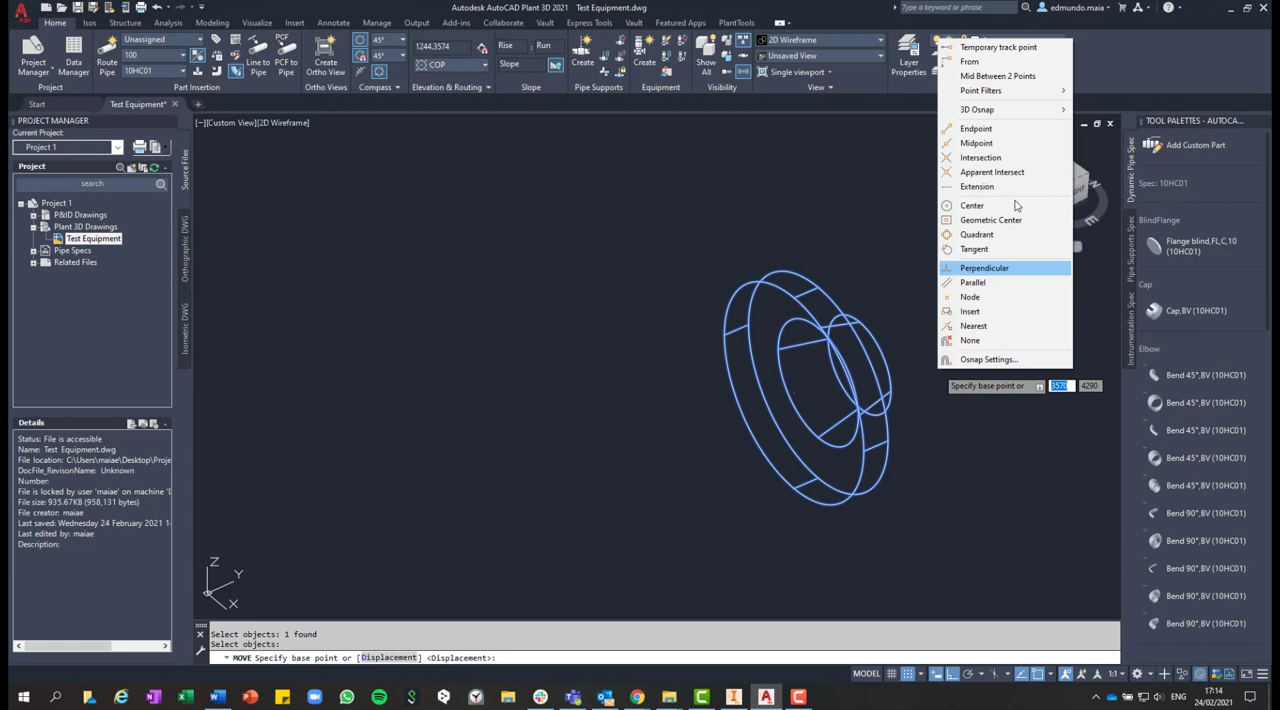 Autodesk AutoCAD Plant 3D 2021 Test Equipment.dwg
Type a keyword or phrase
edmundo.maia
Home Isos Structure Analysis Modeling Visualize Insert Annotate Manage Output Add-ins Collaborate Vault Express Tools Vault Featured Apps PlantTools
Project Manager
Data Manager
Project
Route Pipe
Unassigned
100
10HC01
Line to Pipe
PCF to Pipe
Part Insertion
Create Ortho View
Ortho Views
45°
45°
Compass
1244.3574
COP
Rise
Run
Slope
Elevation & Routing
Create
Pipe Supports
Create
Equipment
Show All
Visibility
2D Wireframe
Unsaved View
Single viewport
View
Layer Properties
Start Test Equipment*
[−][Custom View][2D Wireframe]
PROJECT MANAGER
Current Project:
Project 1
Project
search
Project 1
P&ID Drawings
Plant 3D Drawings
Test Equipment
Pipe Specs
Related Files
Source Files
Orthographic DWG
Isometric DWG
Details
Status: File is accessible
Name: Test Equipment.dwg
File location: C:\Users\maiae\Desktop\Proje
DocFile_RevisonName: Unknown
Number:
File is locked by user 'maiae' on machine 'D
File size: 935.67KB (958,131 bytes)
File creator: maiae
Last saved: Wednesday 24 February 2021 1
Last edited by: maiae
Description:
Temporary track point
From
Mid Between 2 Points
Point Filters
3D Osnap
Endpoint
Midpoint
Intersection
Apparent Intersect
Extension
Center
Geometric Center
Quadrant
Tangent
Perpendicular
Parallel
Node
Insert
Nearest
None
Osnap Settings...
Specify base point or 3570 4290
Z
Y
X
Select objects: 1 found
Select objects:
MOVE Specify base point or [Displacement] <Displacement>:
TOOL PALETTES - AUTOCA...
Add Custom Part
Spec: 10HC01
BlindFlange
Flange blind,FL,C,10
(10HC01)
Cap
Cap,BV (10HC01)
Elbow
Bend 45°,BV (10HC01)
Bend 45°,BV (10HC01)
Bend 45°,BV (10HC01)
Bend 45°,BV (10HC01)
Bend 45°,BV (10HC01)
Bend 90°,BV (10HC01)
Bend 90°,BV (10HC01)
Bend 90°,BV (10HC01)
Bend 90°,BV (10HC01)
Bend 90°,BV (10HC01)
Dynamic Pipe Spec
Pipe Supports Spec
Instrumentation Spec
MODEL
1:1
ENG
17:14
24/02/2021